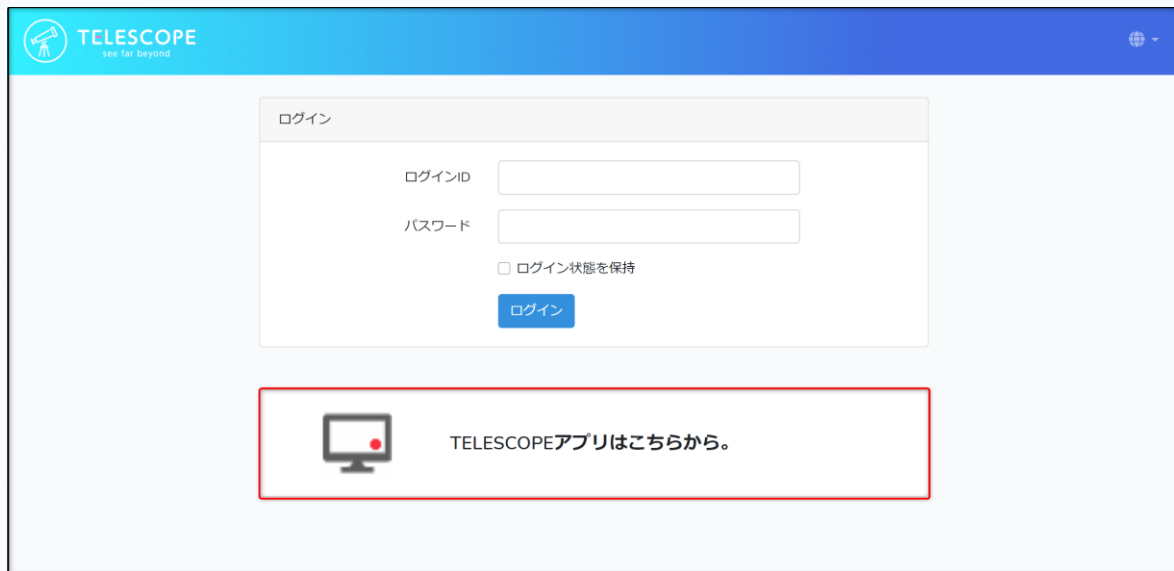 TELESCOPE
see far beyond
ログイン
ログインID
パスワード
ログイン状態を保持
ログイン
TELESCOPEアプリはこちらから。